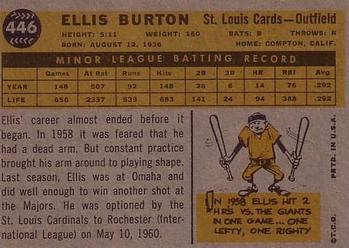 446
ELLIS BURTON St. Louis Cards—Outfield
HEIGHT: 5:11 WEIGHT: 160 BATS: B THROWS: R
BORN: AUGUST 12, 1936 HOME: COMPTON, CALIF.
MINOR LEAGUE BATTING RECORD
Games At Bat Runs Hits 2B 3B HR R.B.I. Avg.
YEAR 148 507 92 148 36 1 14 76 .292
LIFE 656 2337 533 683 141 24 94 388 .292
Ellis' career almost ended before it
began. In 1958 it was feared that he
had a dead arm. But constant practice
brought his arm around to playing shape.
Last season, Ellis was at Omaha and
did well enough to win another shot at
the Majors. He was optioned by the
St. Louis Cardinals to Rochester (Inter-
national League) on May 10, 1960.
IN 1958 ELLIS HIT 2
HRS VS. THE GIANTS
IN ONE GAME... ONE
LEFTY, ONE RIGHTY
©T.C.G. PRTD. IN U.S.A.